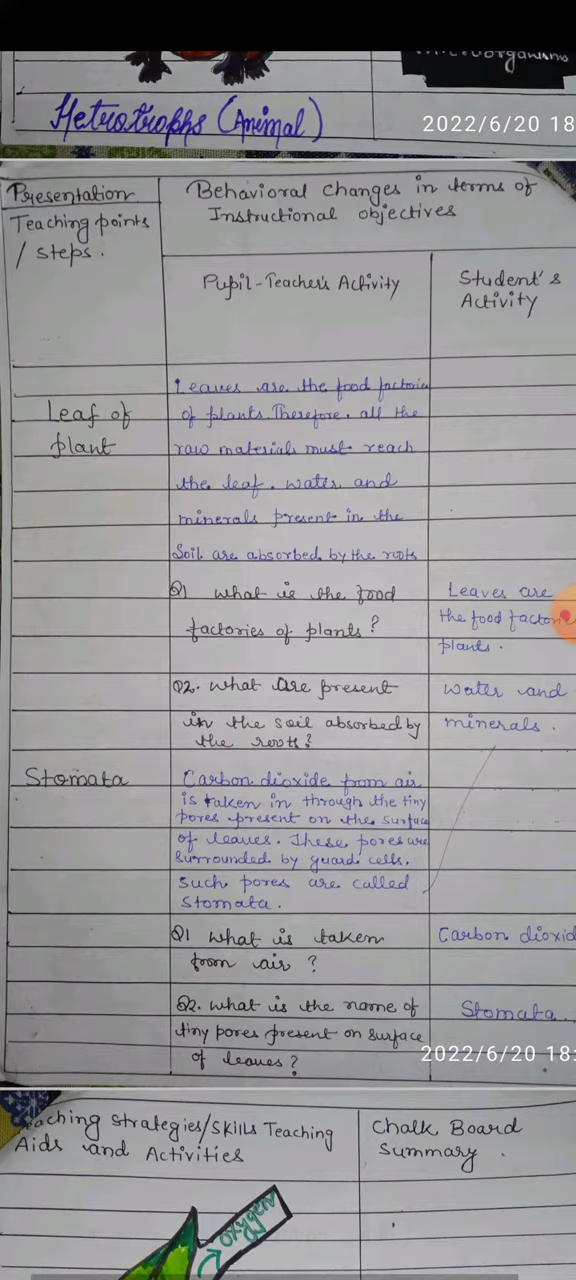 microorganisms
Hetrotrophs (Animal)
2022/6/20 18
Presentation
Teaching points
/ steps.
Behavioral changes in terms of
Instructional objectives
Pupil-Teacher's Activity
Student's
Activity
Leaf of
plant
Leaves are the food factories
of plants. Therefore, all the
raw materials must reach
the leaf. water and
minerals present in the
Soil are absorbed by the roots
Q1 what is the food
factories of plants?
Leaves are
the food factorie
plants.
Q2. what are present
in the soil absorbed by
the roots?
water and
minerals.
Stomata
Carbon dioxide from air
is taken in through the tiny
pores present on the surface
of leaves. These pores are
surrounded by guard cells.
such pores are called
stomata.
Q1 what is taken
from air?
Carbon dioxid
Q2. what is the name of
tiny pores present on surface
of leaves?
Stomata.
2022/6/20 18:
Teaching Strategies/Skills Teaching
Aids and Activities
Chalk Board
Summary.
oxygen